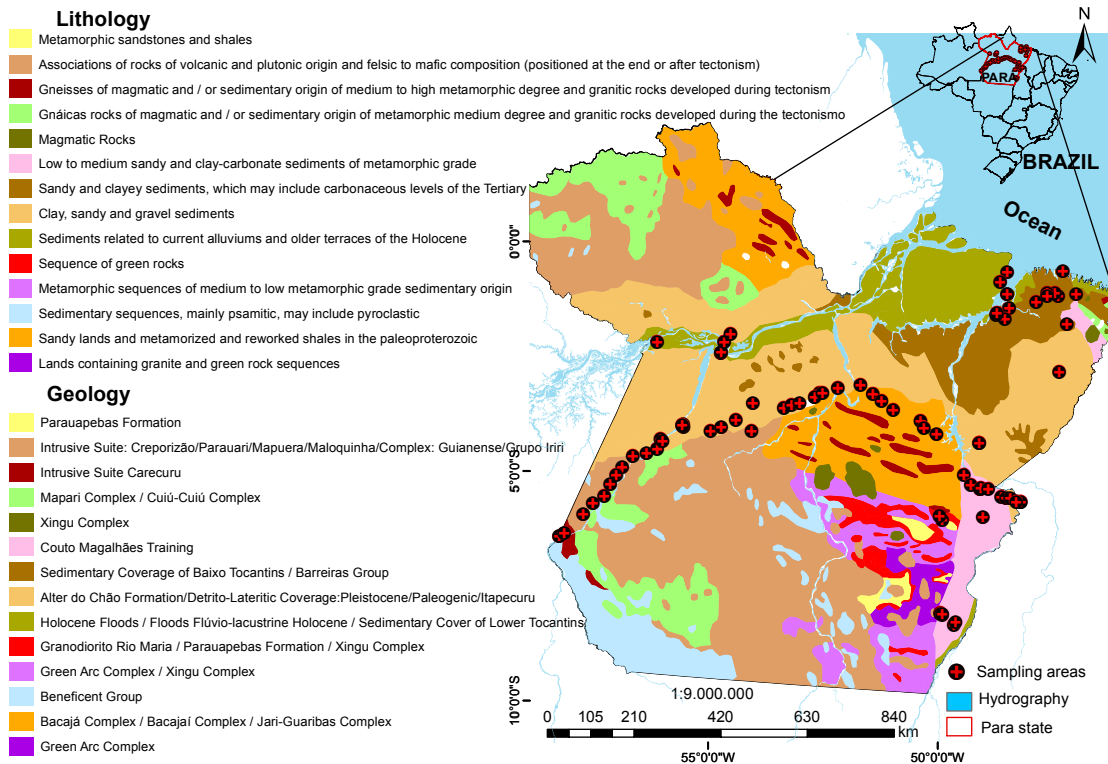 Lithology
Metamorphic sandstones and shales
Associations of rocks of volcanic and plutonic origin and felsic to mafic composition (positioned at the end or after tectonism)
Gneisses of magmatic and / or sedimentary origin of medium to high metamorphic degree and granitic rocks developed during tectonism
Gnáicas rocks of magmatic and / or sedimentary origin of metamorphic medium degree and granitic rocks developed during the tectonismo
Magmatic Rocks
Low to medium sandy and clay-carbonate sediments of metamorphic grade
Sandy and clayey sediments, which may include carbonaceous levels of the Tertiary
Clay, sandy and gravel sediments
Sediments related to current alluviums and older terraces of the Holocene
Sequence of green rocks
Metamorphic sequences of medium to low metamorphic grade sedimentary origin
Sedimentary sequences, mainly psamitic, may include pyroclastic
Sandy lands and metamorized and reworked shales in the paleoproterozoic
Lands containing granite and green rock sequences
Geology
Parauapebas Formation
Intrusive Suite: Creporizão/Parauari/Mapuera/Maloquinha/Complex: Guianense/Grupo Iriri
Intrusive Suite Carecuru
Mapari Complex / Cuiú-Cuiú Complex
Xingu Complex
Couto Magalhães Training
Sedimentary Coverage of Baixo Tocantins / Barreiras Group
Alter do Chão Formation/Detrito-Lateritic Coverage:Pleistocene/Paleogenic/Itapecuru
Holocene Floods / Floods Flúvio-lagustrine Holocene / Sedimentary Cover of Lower Tocantins
Granodiorito Rio Maria / Parauapebas Formation / Xingu Complex
Green Arc Complex / Xingu Complex
Beneficent Group
Bacajá Complex / Bacajaí Complex / Jari-Guaribas Complex
Green Arc Complex
N
PARÁ
BRAZIL
Ocean
0°0'0"
5°0'0"S
10°0'0"S
Sampling areas
Hydrography
Para state
1:9.000.000
0 105 210 420 630 840
km
55°0'0"W
50°0'0"W